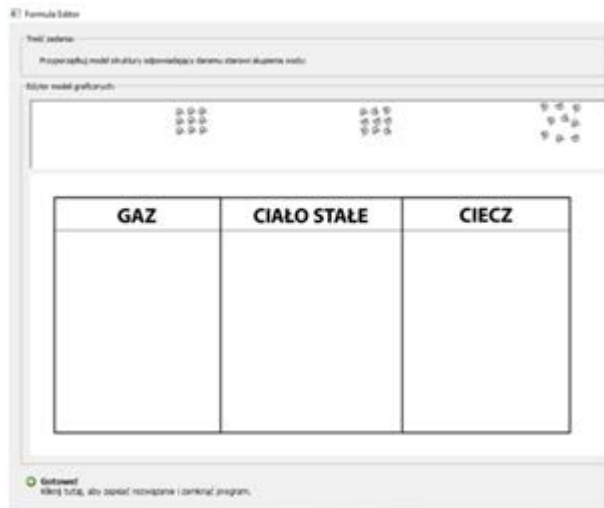 Formula Editor
Treść zadania:
Przyporządkuj model struktury odpowiadający danemu stanowi skupienia wody:
Edytor modeli graficznych:
GAZ CIAŁO STAŁE CIECZ
Gotowe!
Kliknij tutaj, aby zapisać rozwiązanie i zamknąć program.